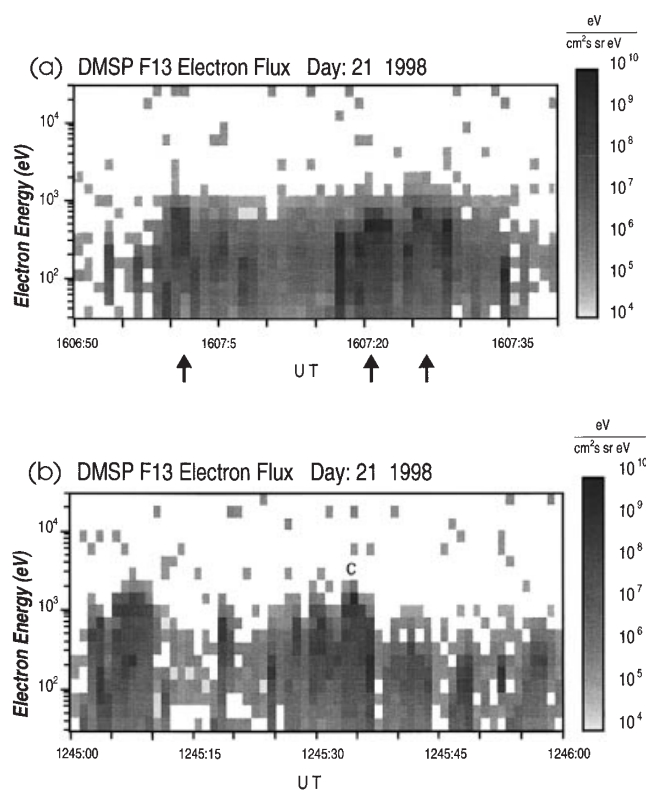 eV
cm²s sr eV
(a) DMSP F13 Electron Flux Day: 21 1998
10¹⁰
10⁹
10⁸
10⁷
10⁶
10⁵
10⁴
Electron Energy (eV)
10⁴
10³
10²
1606:50 1607:5 1607:20 1607:35
U T
eV
cm²s sr eV
(b) DMSP F13 Electron Flux Day: 21 1998
10¹⁰
10⁹
10⁸
10⁷
10⁶
10⁵
10⁴
Electron Energy (eV)
10⁴
10³
10²
C
1245:00 1245:15 1245:30 1245:45 1246:00
U T